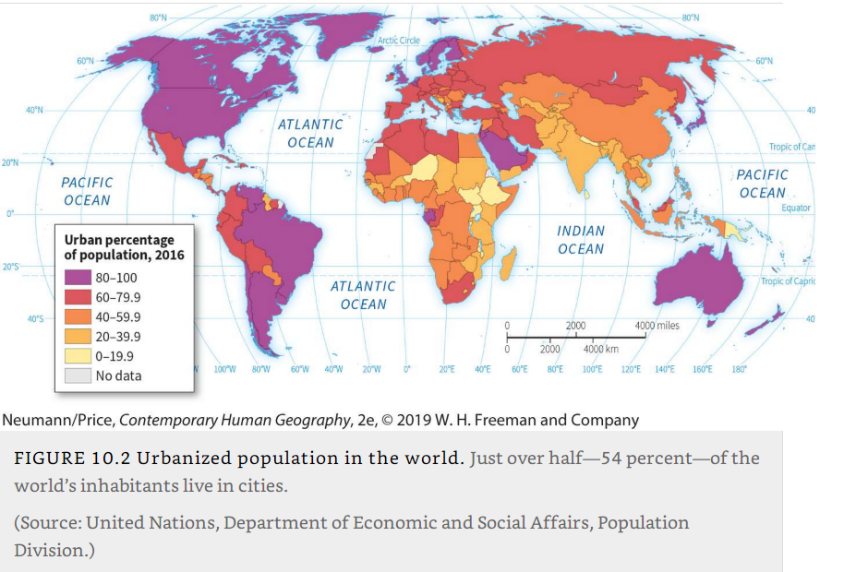 80°N
80°N
Arctic Circle
60°N
60°N
40°N
40
ATLANTIC
OCEAN
Tropic of Can
20°N
PACIFIC
OCEAN
PACIFIC
OCEAN
Equator
0°
INDIAN
OCEAN
Urban percentage
of population, 2016
80–100
60–79.9
40–59.9
20–39.9
0–19.9
No data
20°S
Tropic of Capric
ATLANTIC
OCEAN
40°S
40
0 2000 4000 miles
0 2000 4000 km
W 100°W 80°W 60°W 40°W 20°W 0° 20°E 40°E 60°E 80°E 100°E 120°E 140°E 160°E 180°
Neumann/Price, Contemporary Human Geography, 2e, © 2019 W. H. Freeman and Company
FIGURE 10.2 Urbanized population in the world. Just over half—54 percent—of the
world’s inhabitants live in cities.
(Source: United Nations, Department of Economic and Social Affairs, Population
Division.)